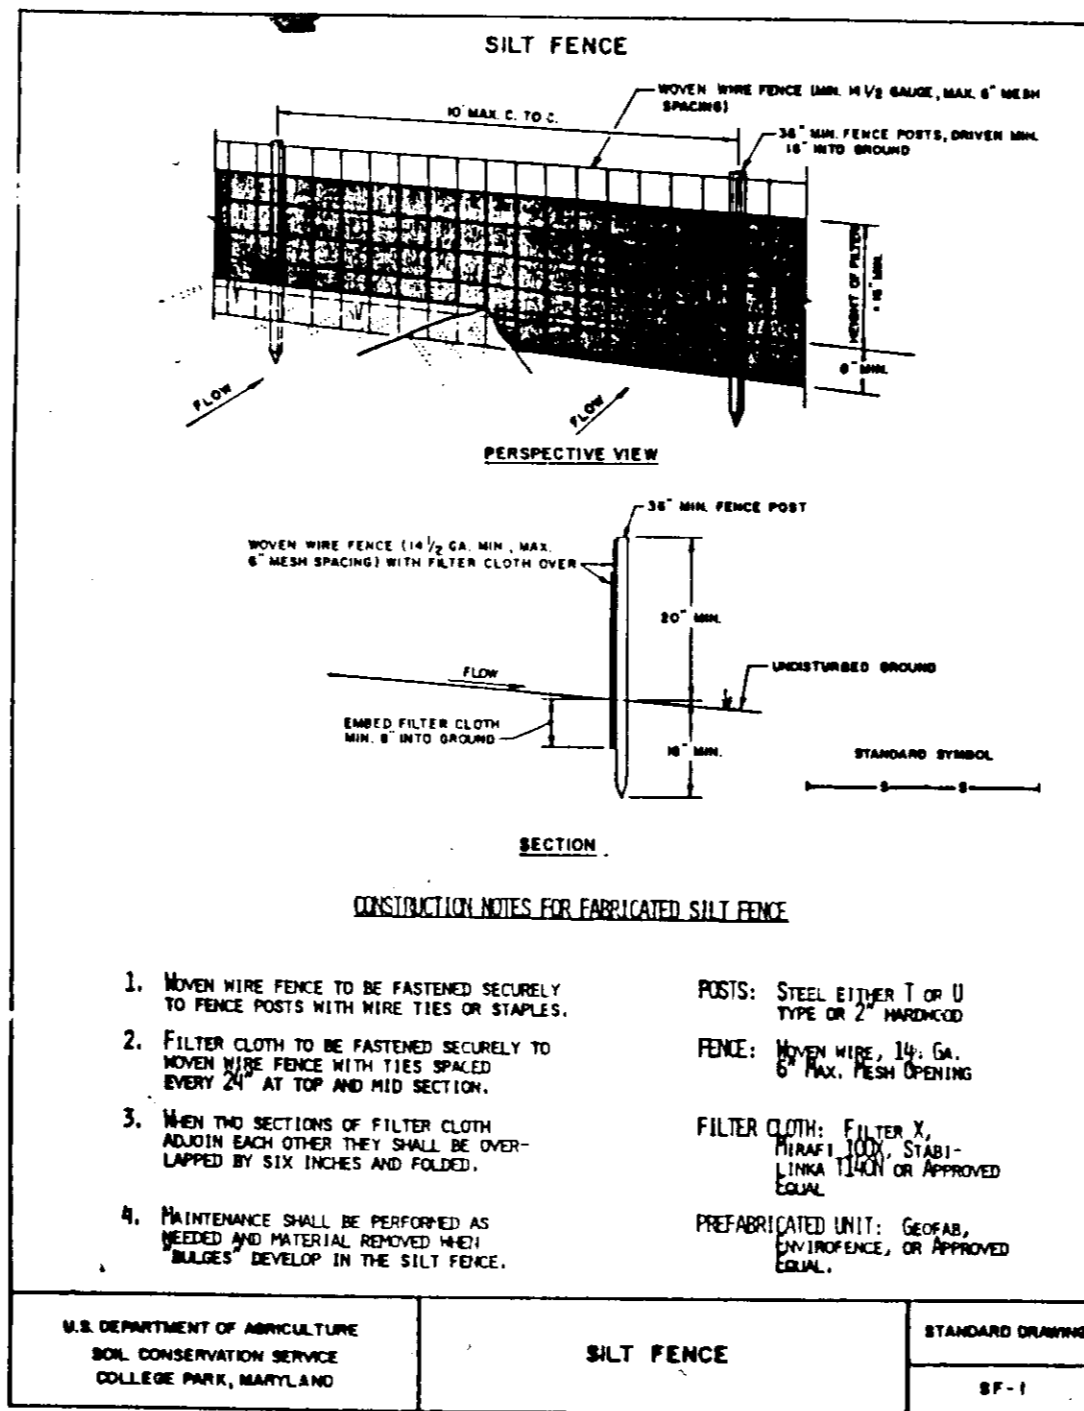 SILT FENCE
WOVEN WIRE FENCE (MIN. 14 1/2 GAUGE, MAX. 6" MESH
SPACING)
10' MAX. C. TO C.
36" MIN. FENCE POSTS, DRIVEN MIN.
16" INTO GROUND
HEIGHT OF FILTER
16" MIN.
8" MIN.
FLOW
FLOW
PERSPECTIVE VIEW
36" MIN. FENCE POST
WOVEN WIRE FENCE (14 1/2 GA. MIN., MAX.
6" MESH SPACING) WITH FILTER CLOTH OVER
20" MIN.
UNDISTURBED GROUND
FLOW
EMBED FILTER CLOTH
MIN. 8" INTO GROUND
16" MIN.
STANDARD SYMBOL
S S
SECTION
CONSTRUCTION NOTES FOR FABRICATED SILT FENCE
1. WOVEN WIRE FENCE TO BE FASTENED SECURELY
TO FENCE POSTS WITH WIRE TIES OR STAPLES.
2. FILTER CLOTH TO BE FASTENED SECURELY TO
WOVEN WIRE FENCE WITH TIES SPACED
EVERY 24" AT TOP AND MID SECTION.
3. WHEN TWO SECTIONS OF FILTER CLOTH
ADJOIN EACH OTHER THEY SHALL BE OVER-
LAPPED BY SIX INCHES AND FOLDED.
4. MAINTENANCE SHALL BE PERFORMED AS
NEEDED AND MATERIAL REMOVED WHEN
"BULGES" DEVELOP IN THE SILT FENCE.
POSTS: STEEL EITHER T OR U
TYPE OR 2" HARDWOOD
FENCE: WOVEN WIRE, GA.
6" MAX. MESH OPENING
FILTER CLOTH: FILTER X,
MIRAFI 100X, STABI-
LINKA T140N OR APPROVED
EQUAL
PREFABRICATED UNIT: GEOFAB,
ENVIROFENCE, OR APPROVED
EQUAL.
U.S. DEPARTMENT OF AGRICULTURE
SOIL CONSERVATION SERVICE
COLLEGE PARK, MARYLAND
SILT FENCE
STANDARD DRAWING
SF-1